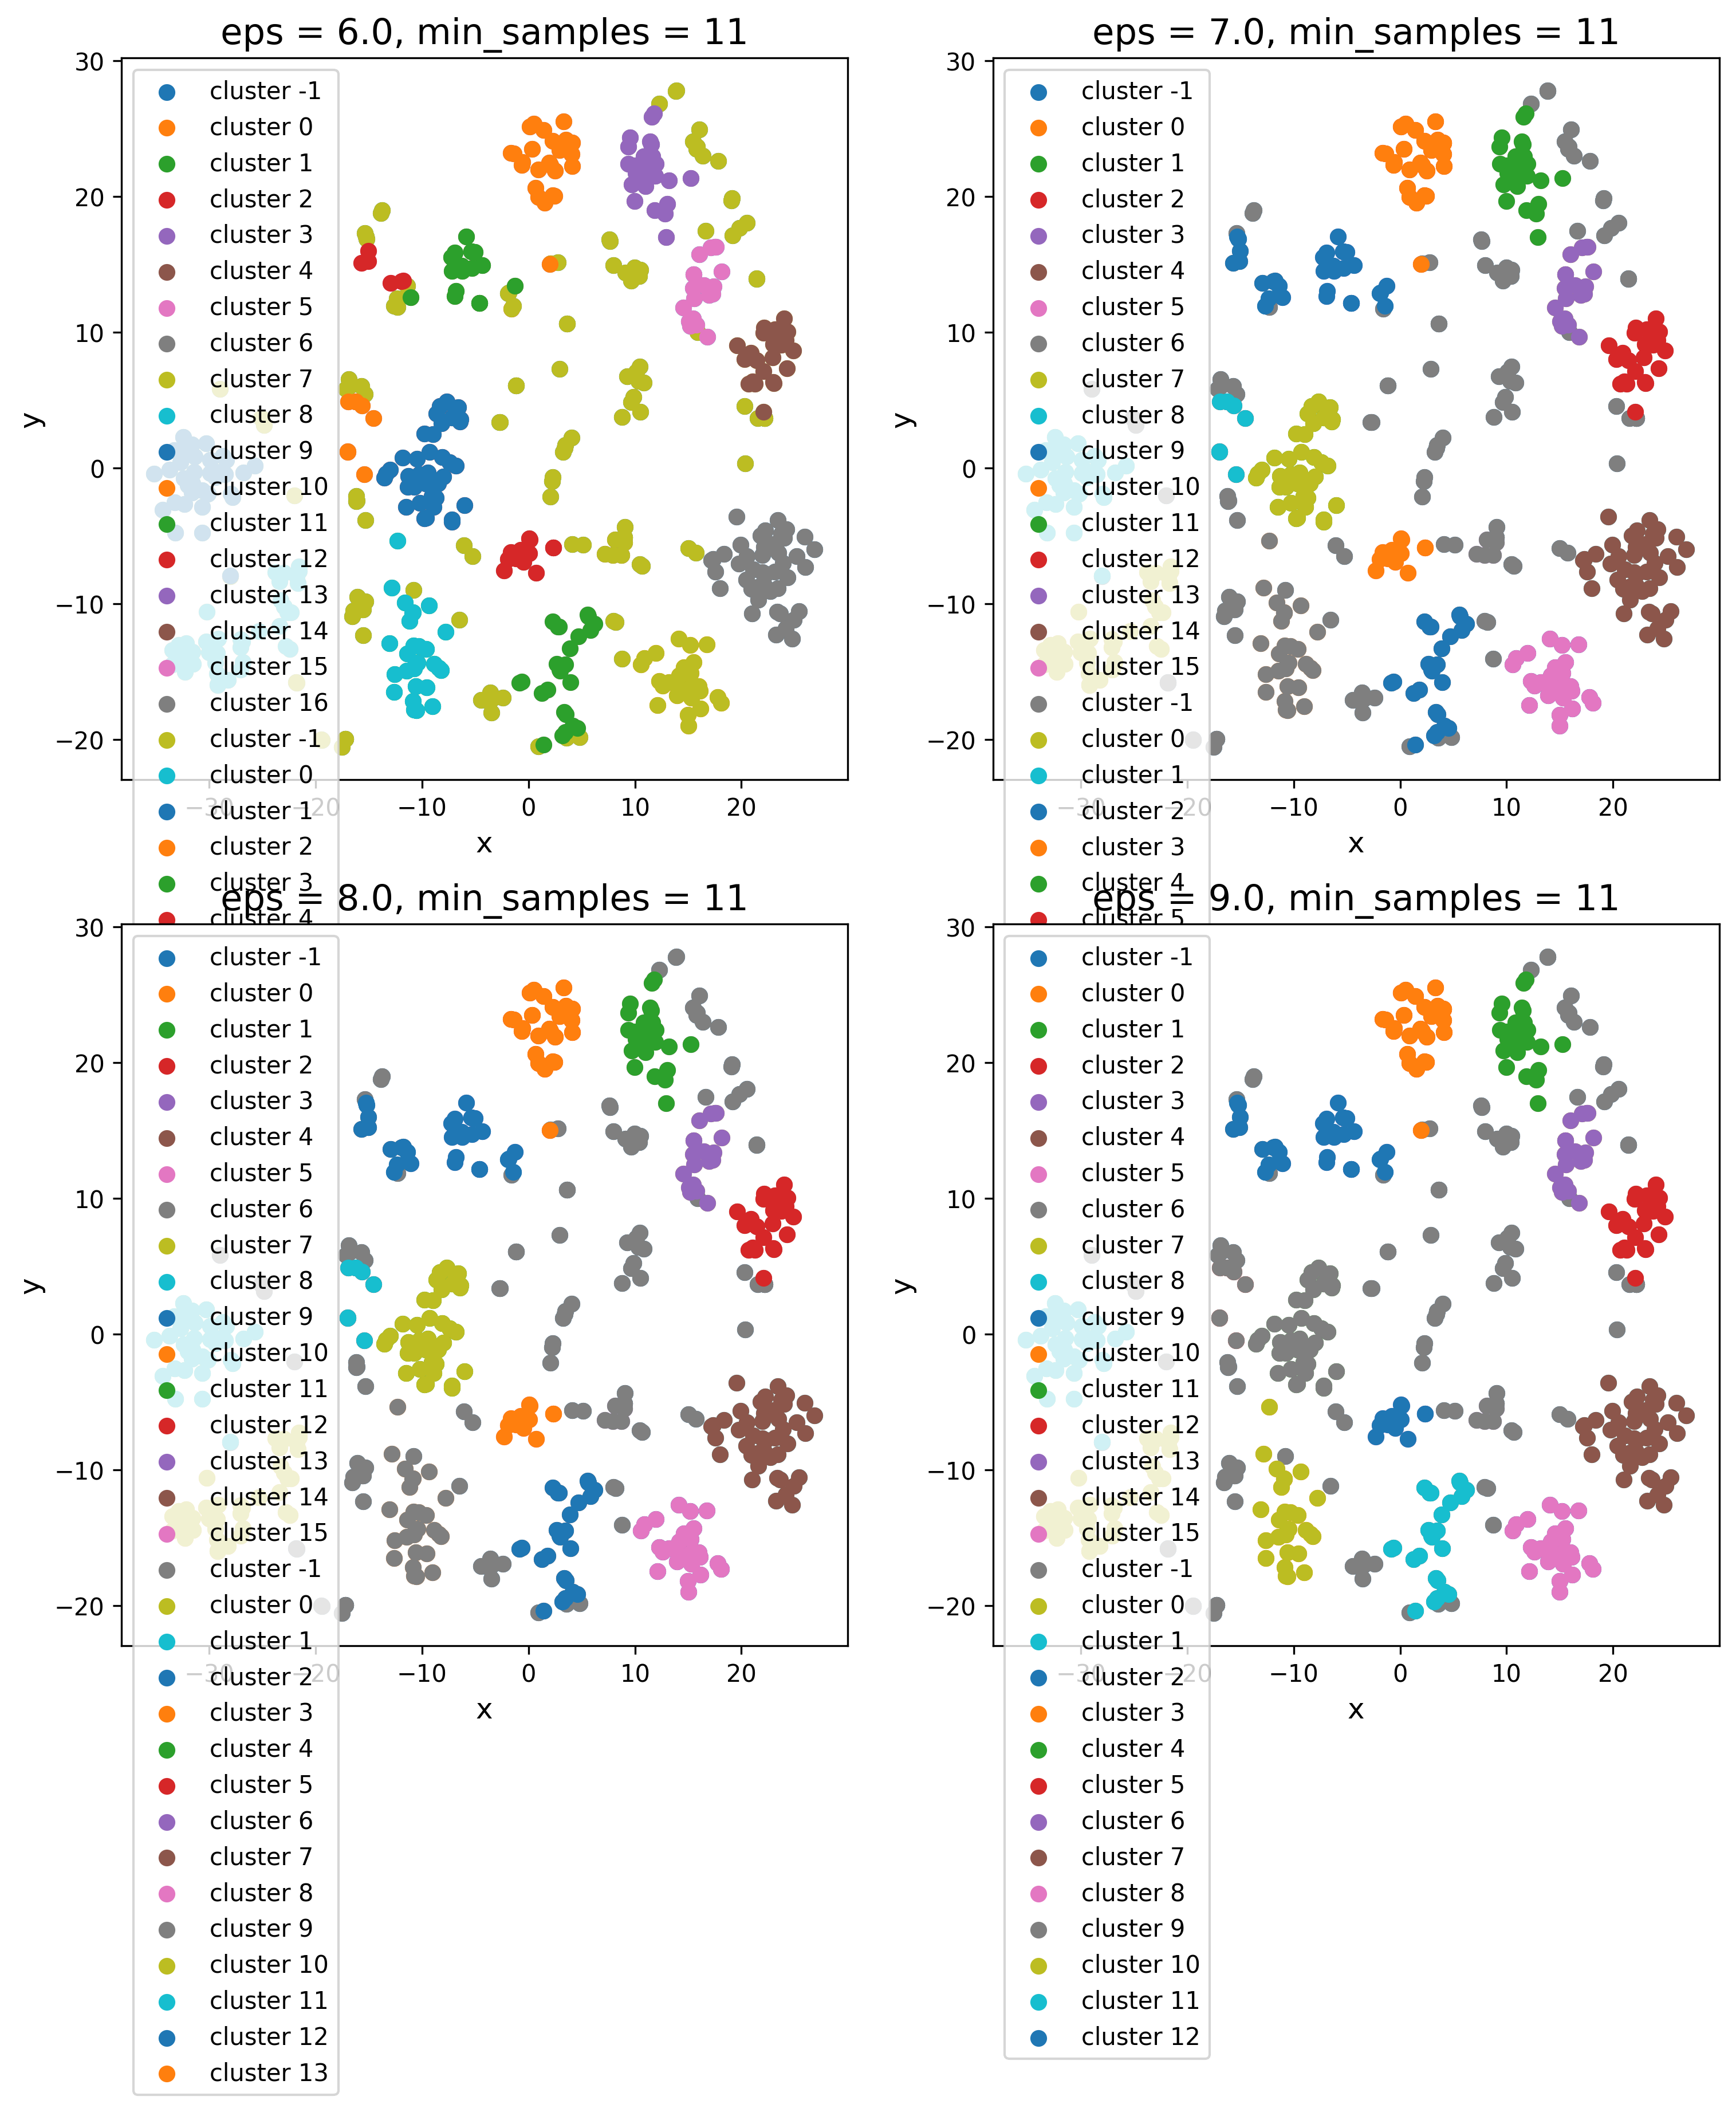 eps = 6.0, min_samples = 11
30
20
10
0
−10
−20
y
cluster -1
cluster 0
cluster 1
cluster 2
cluster 3
cluster 4
cluster 5
cluster 6
cluster 7
cluster 8
cluster 9
cluster 10
cluster 11
cluster 12
cluster 13
cluster 14
cluster 15
cluster 16
cluster -1
cluster 0
cluster 1
cluster 2
cluster 3
cluster 4
−30 −20 −10 0 10 20
x
eps = 7.0, min_samples = 11
30
20
10
0
−10
−20
y
cluster -1
cluster 0
cluster 1
cluster 2
cluster 3
cluster 4
cluster 5
cluster 6
cluster 7
cluster 8
cluster 9
cluster 10
cluster 11
cluster 12
cluster 13
cluster 14
cluster 15
cluster -1
cluster 0
cluster 1
cluster 2
cluster 3
cluster 4
cluster 5
−30 −20 −10 0 10 20
x
eps = 8.0, min_samples = 11
30
20
10
0
−10
−20
y
cluster -1
cluster 0
cluster 1
cluster 2
cluster 3
cluster 4
cluster 5
cluster 6
cluster 7
cluster 8
cluster 9
cluster 10
cluster 11
cluster 12
cluster 13
cluster 14
cluster 15
cluster -1
cluster 0
cluster 1
cluster 2
cluster 3
cluster 4
cluster 5
cluster 6
cluster 7
cluster 8
cluster 9
cluster 10
cluster 11
cluster 12
cluster 13
−30 −20 −10 0 10 20
x
eps = 9.0, min_samples = 11
30
20
10
0
−10
−20
y
cluster -1
cluster 0
cluster 1
cluster 2
cluster 3
cluster 4
cluster 5
cluster 6
cluster 7
cluster 8
cluster 9
cluster 10
cluster 11
cluster 12
cluster 13
cluster 14
cluster 15
cluster -1
cluster 0
cluster 1
cluster 2
cluster 3
cluster 4
cluster 5
cluster 6
cluster 7
cluster 8
cluster 9
cluster 10
cluster 11
cluster 12
−30 −20 −10 0 10 20
x